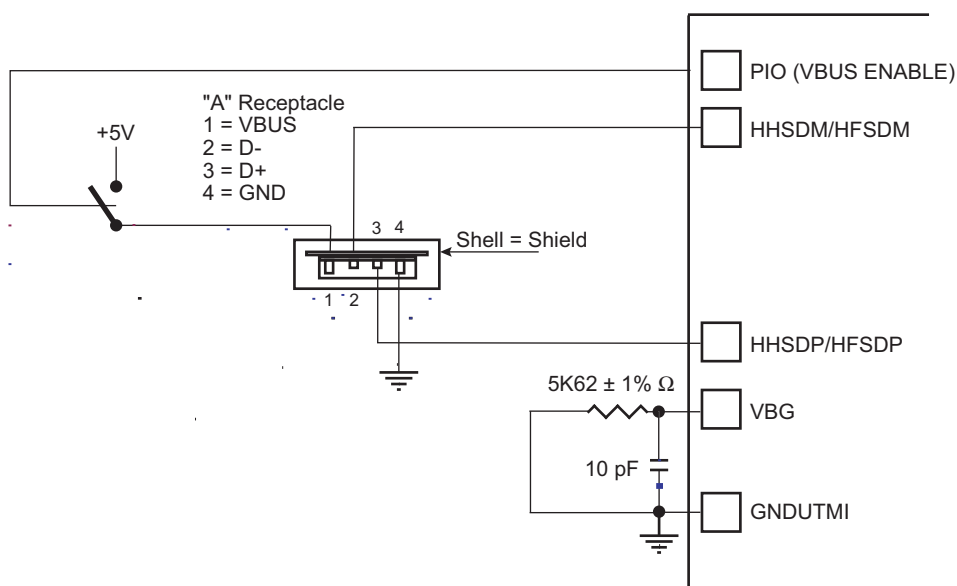 PIO (VBUS ENABLE)
"A" Receptacle
1 = VBUS
2 = D-
3 = D+
4 = GND
+5V
HHSDM/HFSDM
3 4
Shell = Shield
1 2
HHSDP/HFSDP
5K62 ± 1% Ω
VBG
10 pF
GNDUTMI